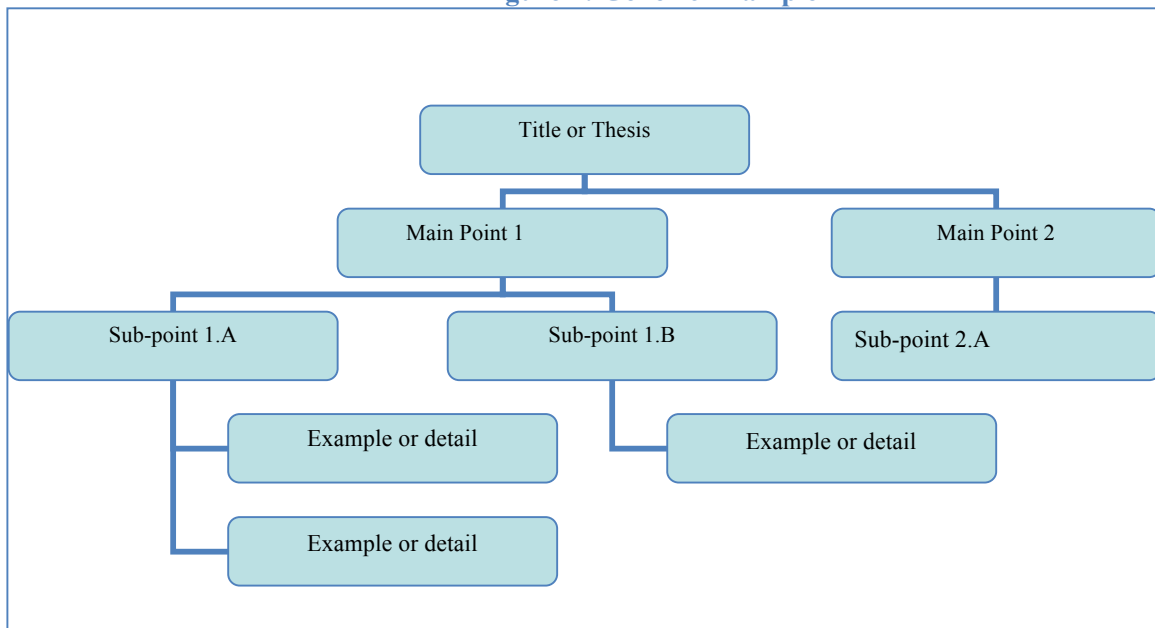 Title or Thesis
Main Point 1
Main Point 2
Sub-point 1.A
Sub-point 1.B
Sub-point 2.A
Example or detail
Example or detail
Example or detail